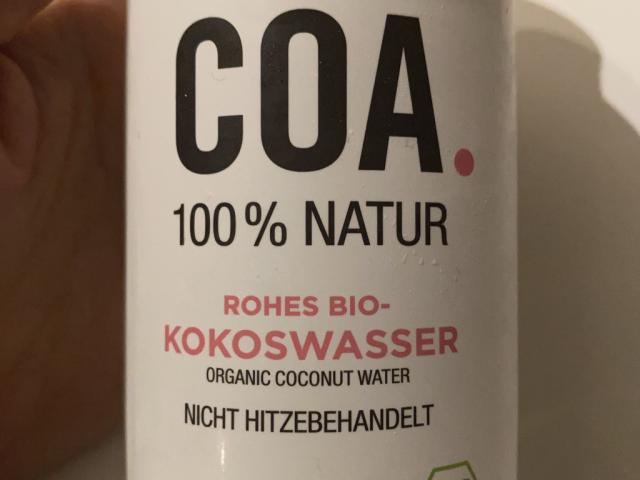 COA.
100% NATUR
ROHES BIO-
KOKOSWASSER
ORGANIC COCONUT WATER
NICHT HITZEBEHANDELT